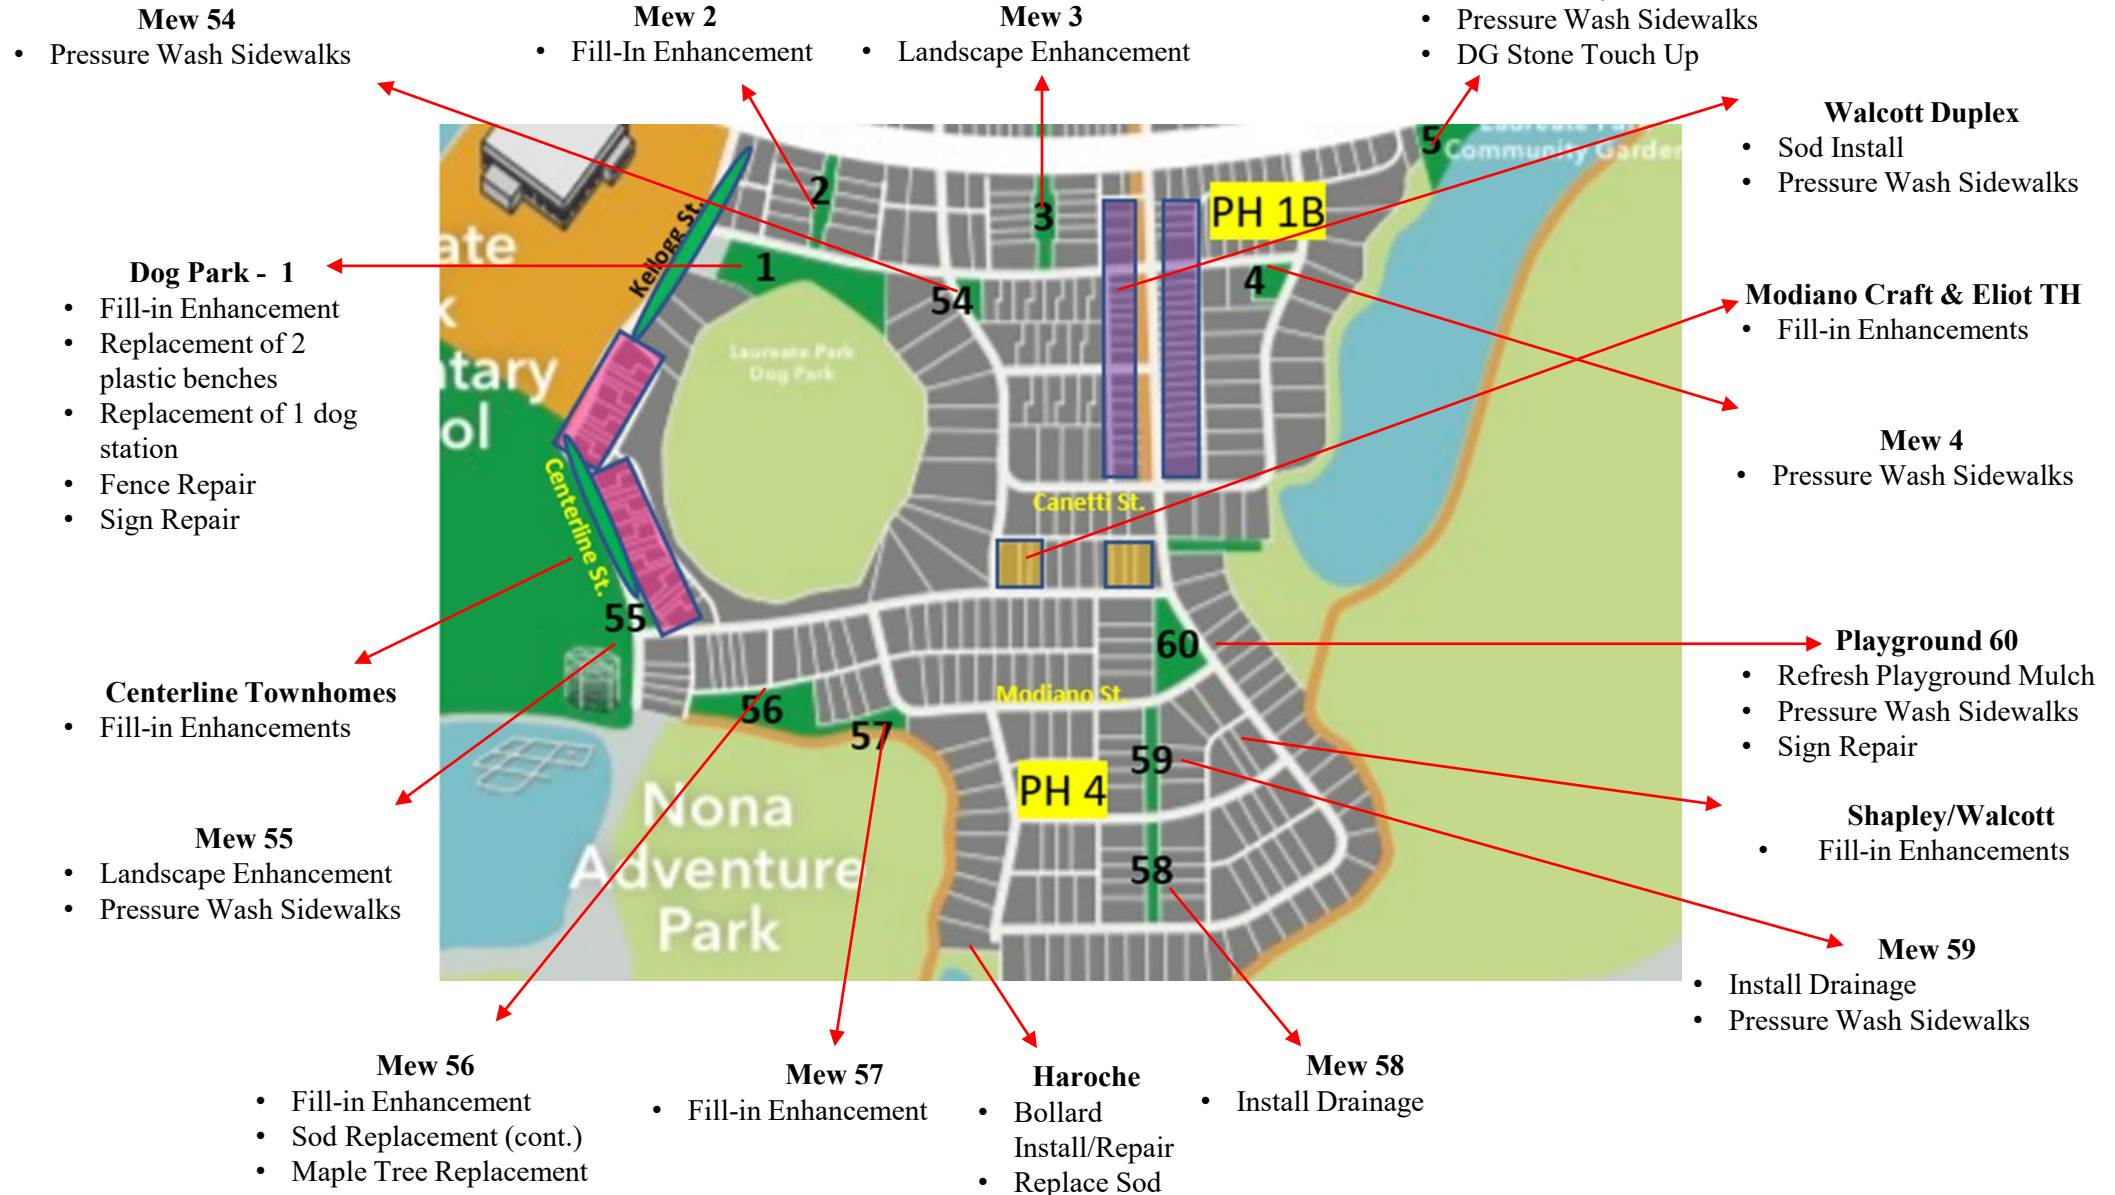 Mew 54
• Pressure Wash Sidewalks
Mew 2
• Fill-In Enhancement
Mew 3
• Landscape Enhancement
• Pressure Wash Sidewalks
• DG Stone Touch Up
Walcott Duplex
• Sod Install
• Pressure Wash Sidewalks
Dog Park - 1
• Fill-in Enhancement
• Replacement of 2
plastic benches
• Replacement of 1 dog
station
• Fence Repair
• Sign Repair
Modiano Craft & Eliot TH
• Fill-in Enhancements
Mew 4
• Pressure Wash Sidewalks
Centerline Townhomes
• Fill-in Enhancements
Playground 60
• Refresh Playground Mulch
• Pressure Wash Sidewalks
• Sign Repair
Mew 55
• Landscape Enhancement
• Pressure Wash Sidewalks
Shapley/Walcott
• Fill-in Enhancements
Mew 59
• Install Drainage
• Pressure Wash Sidewalks
Mew 56
• Fill-in Enhancement
• Sod Replacement (cont.)
• Maple Tree Replacement
Mew 57
• Fill-in Enhancement
Haroche
• Bollard
Install/Repair
• Replace Sod
Mew 58
• Install Drainage
5
Community Garden
2
3
PH 1B
Kellogg St.
ate
k
ntary
ol
1
54
4
Laureate Park
Dog Park
Centerline St.
Canetti St.
55
60
56
57
Modiano St.
59
PH 4
58
Nona
Adventure
Park